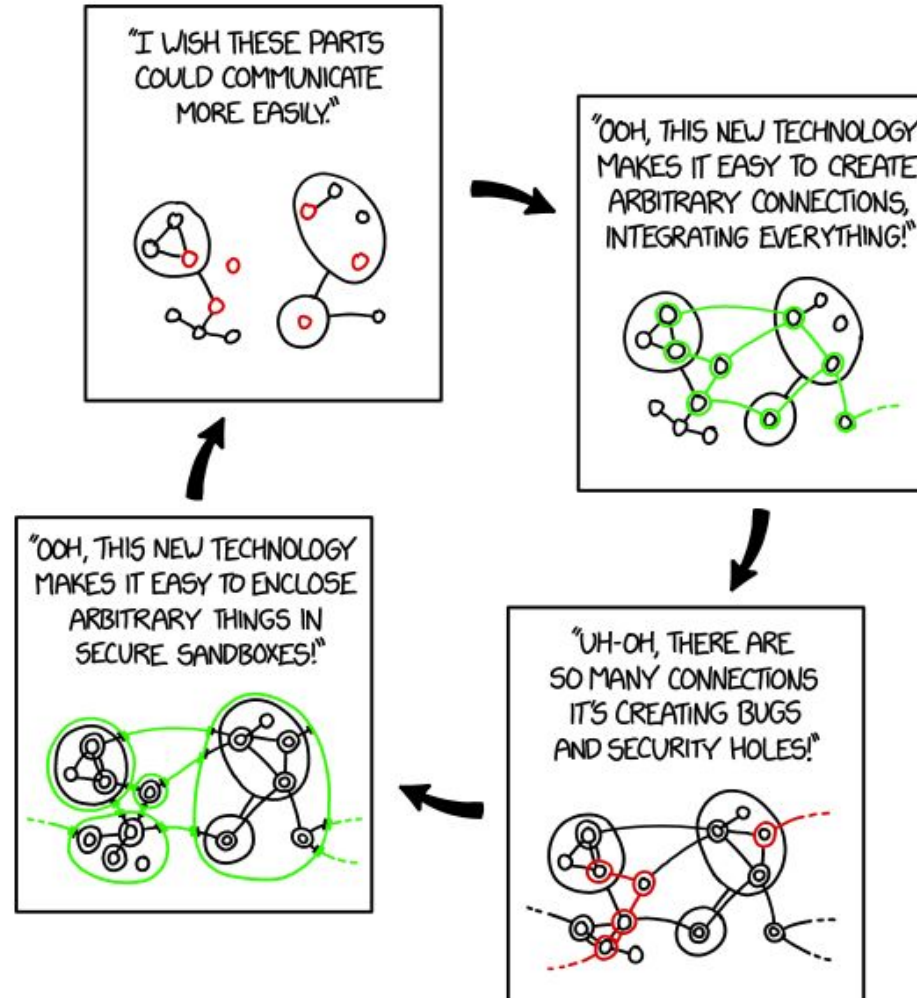 "I WISH THESE PARTS
COULD COMMUNICATE
MORE EASILY."
"OOH, THIS NEW TECHNOLOGY
MAKES IT EASY TO CREATE
ARBITRARY CONNECTIONS,
INTEGRATING EVERYTHING!"
"UH-OH, THERE ARE
SO MANY CONNECTIONS
IT'S CREATING BUGS
AND SECURITY HOLES!"
"OOH, THIS NEW TECHNOLOGY
MAKES IT EASY TO ENCLOSE
ARBITRARY THINGS IN
SECURE SANDBOXES!"